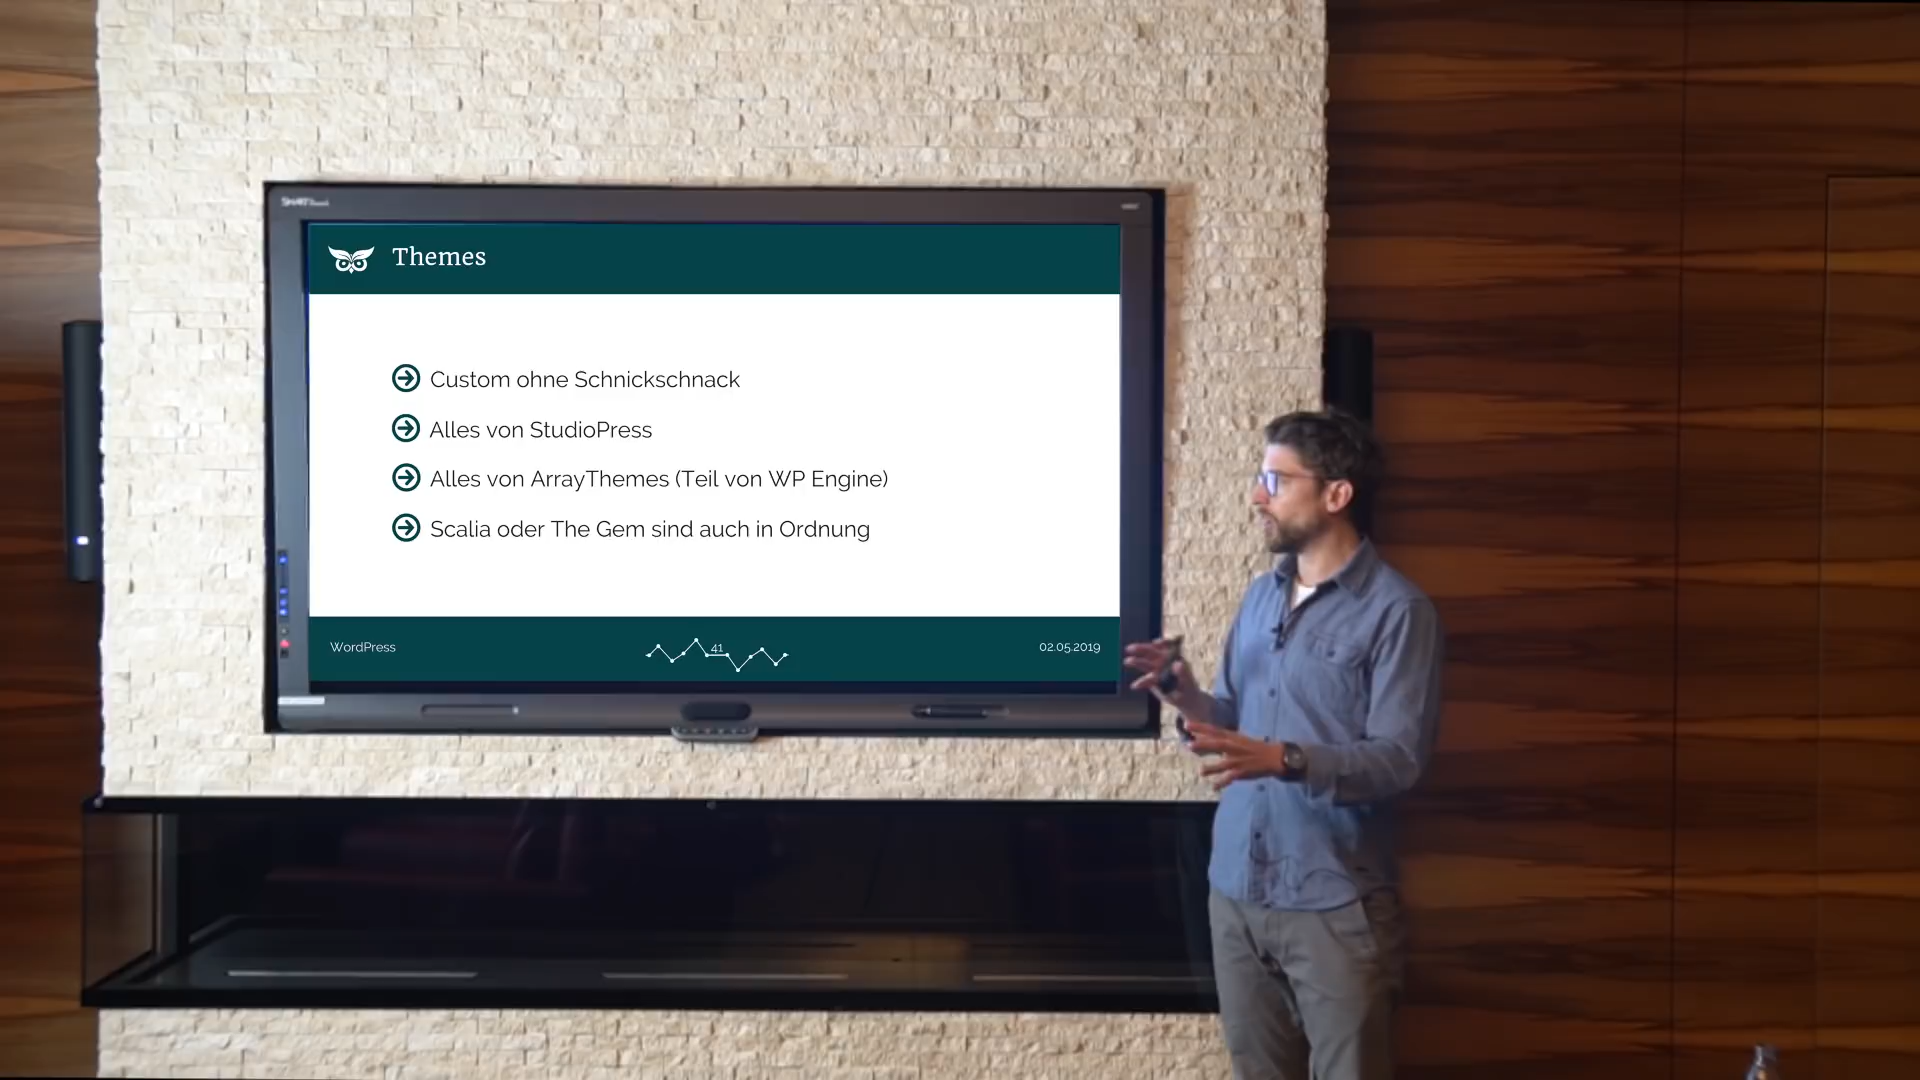 SMART
Themes
Custom ohne Schnickschnack
Alles von StudioPress
Alles von ArrayThemes (Teil von WP Engine)
Scalia oder The Gem sind auch in Ordnung
WordPress
41
02.05.2019